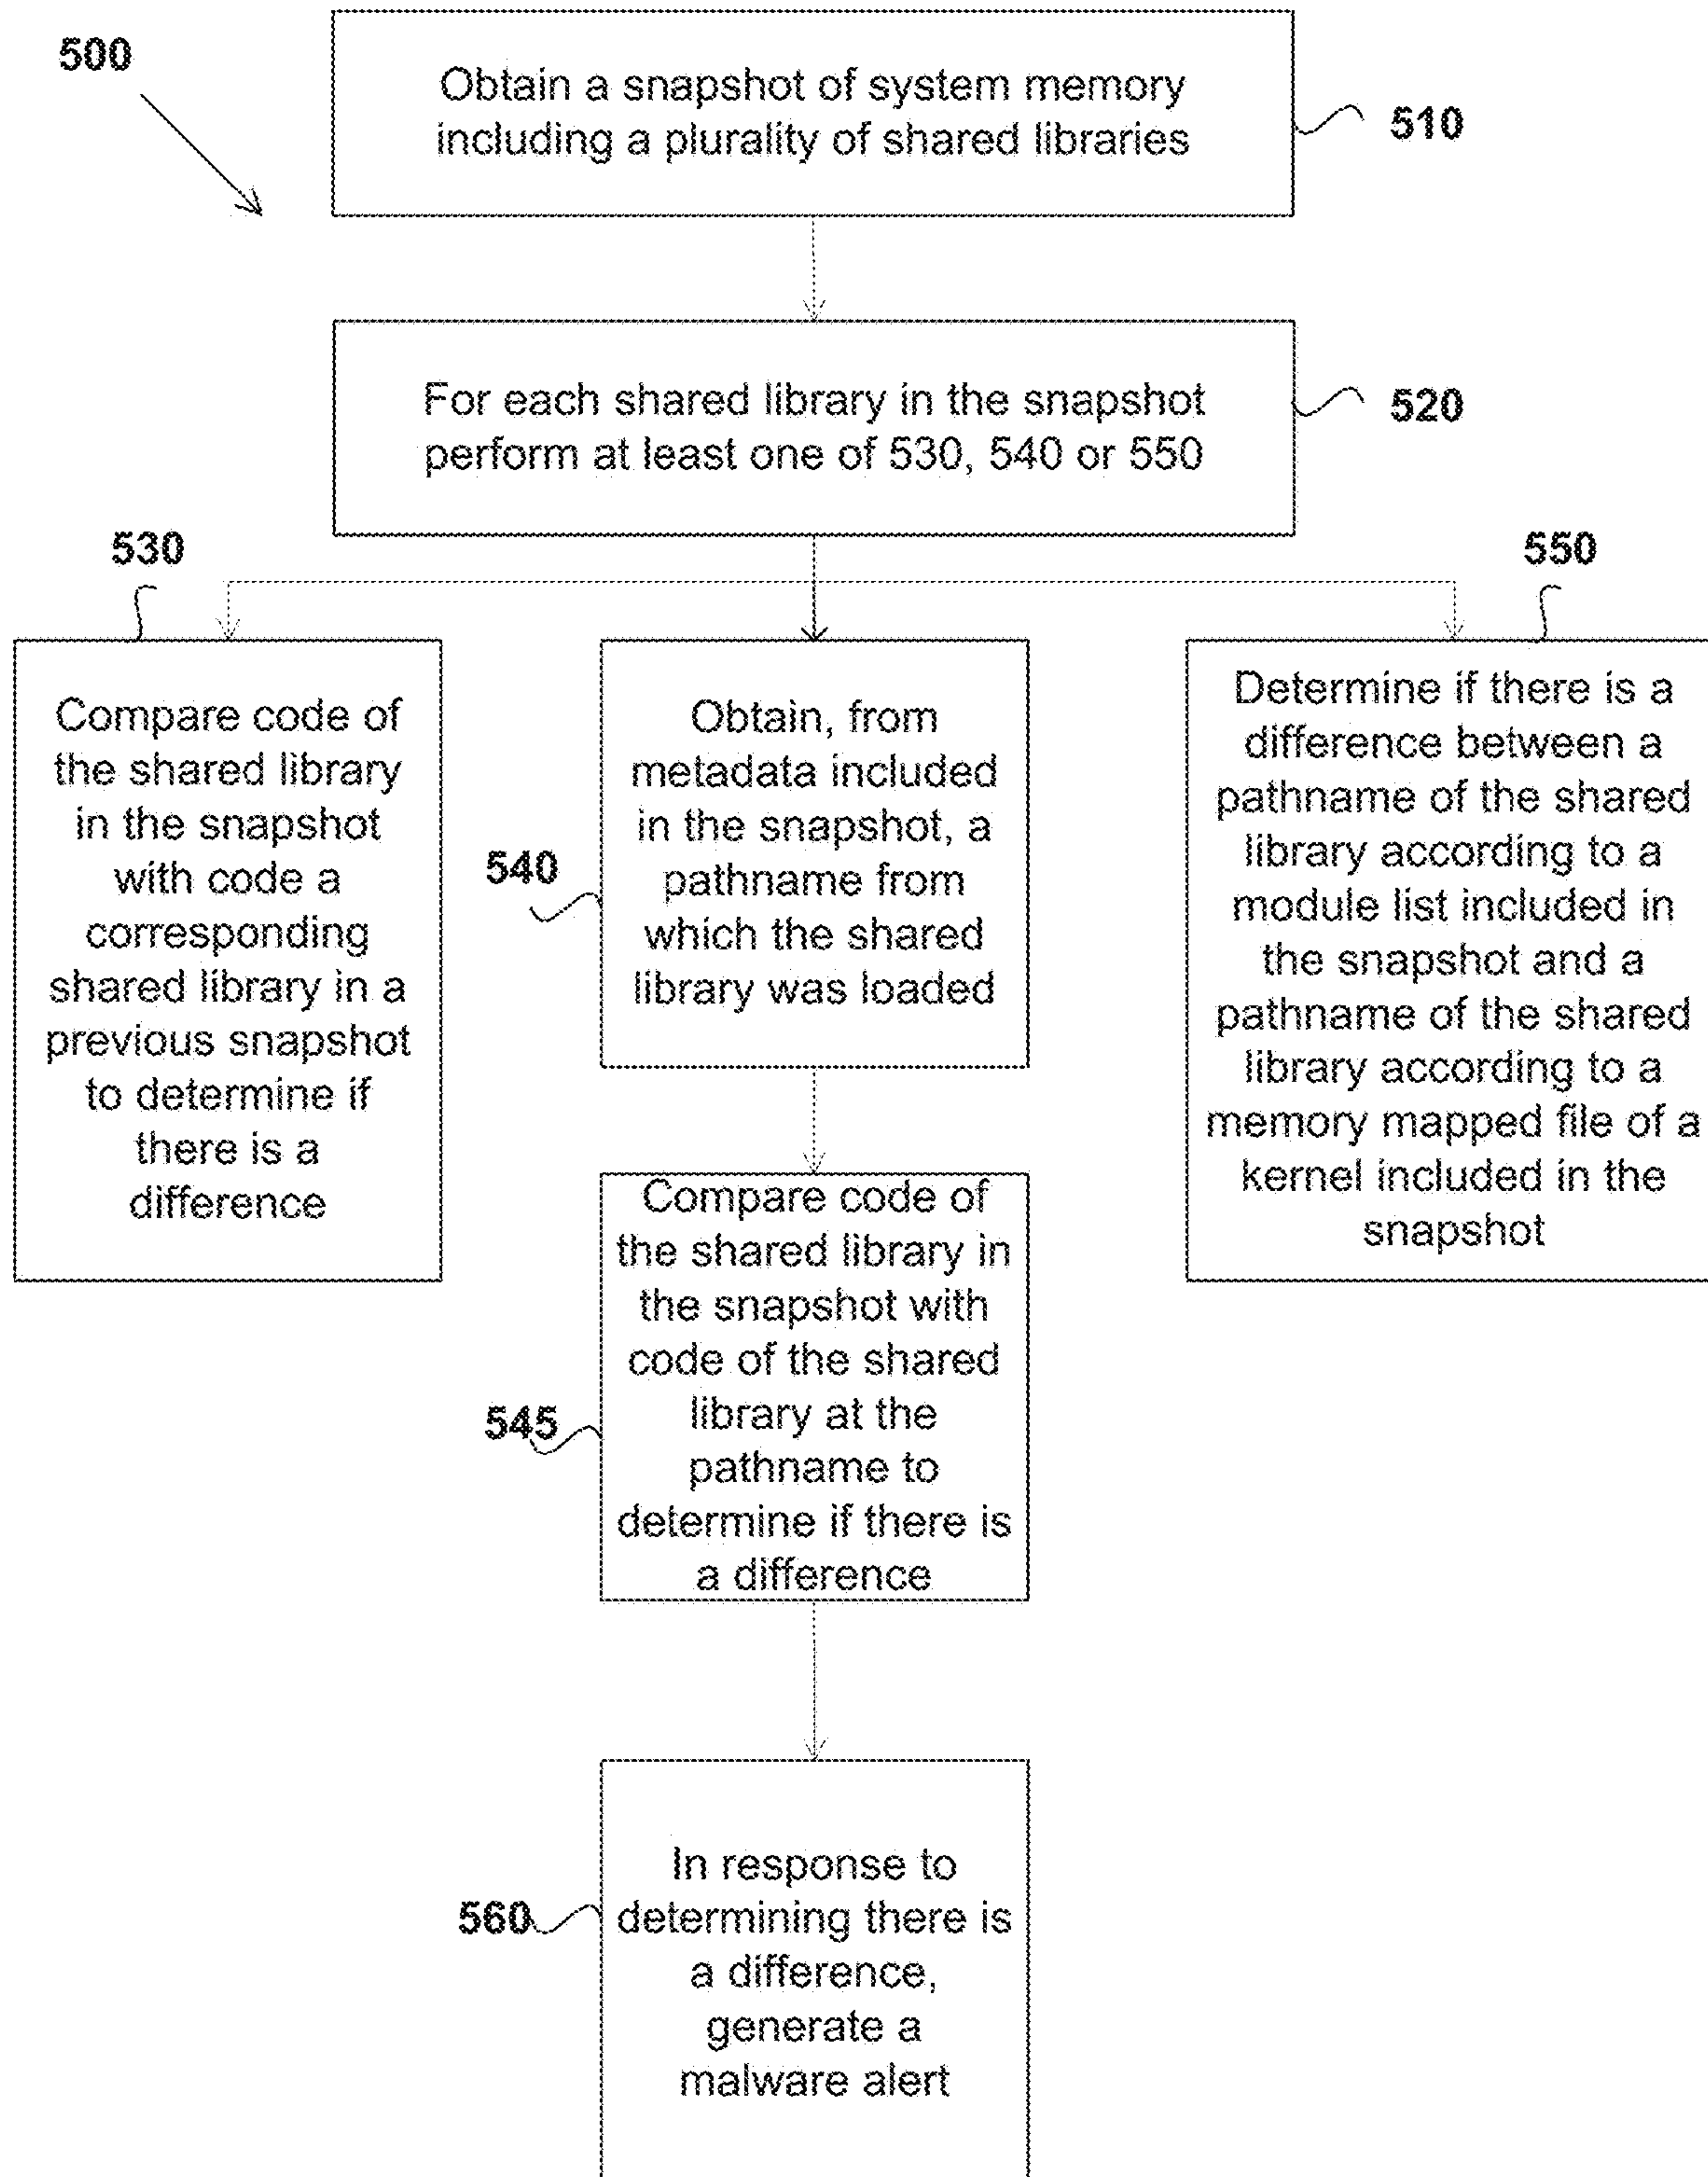 500
Obtain a snapshot of system memory
including a plurality of shared libraries
510
For each shared library in the snapshot
perform at least one of 530, 540 or 550
520
530
Compare code of
the shared library
in the snapshot
with code a
corresponding
shared library in a
previous snapshot
to determine if
there is a
difference
540
Obtain, from
metadata included
in the snapshot, a
pathname from
which the shared
library was loaded
550
Determine if there is a
difference between a
pathname of the shared
library according to a
module list included in
the snapshot and a
pathname of the shared
library according to a
memory mapped file of a
kernel included in the
snapshot
545
Compare code of
the shared library in
the snapshot with
code of the shared
library at the
pathname to
determine if there is
a difference
560
In response to
determining there is
a difference,
generate a
malware alert